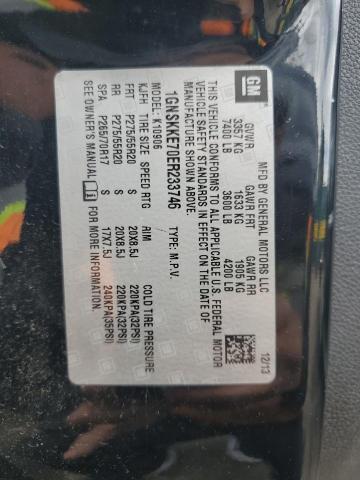 GM
MFD BY GENERAL MOTORS LLC 12/13
GVWR GAWR FRT GAWR RR
3357 KG 1633 KG 1905 KG
7400 LB 3600 LB 4200 LB
THIS VEHICLE CONFORMS TO ALL APPLICABLE U.S. FEDERAL MOTOR
VEHICLE SAFETY STANDARDS IN EFFECT ON THE DATE OF
MANUFACTURE SHOWN ABOVE.
1GNSKKE70ER233746 TYPE: M.P.V.
MODEL: K10906
KJFH TIRE SIZE SPEED RTG RIM COLD TIRE PRESSURE
FRT P275/55R20 S 20X8.5J 220KPA(32PSI)
RR P275/55R20 S 20X8.5J 220KPA(32PSI)
SPA P265/70R17 S 17X7.5J 240KPA(35PSI)
SEE OWNER'S MANUAL